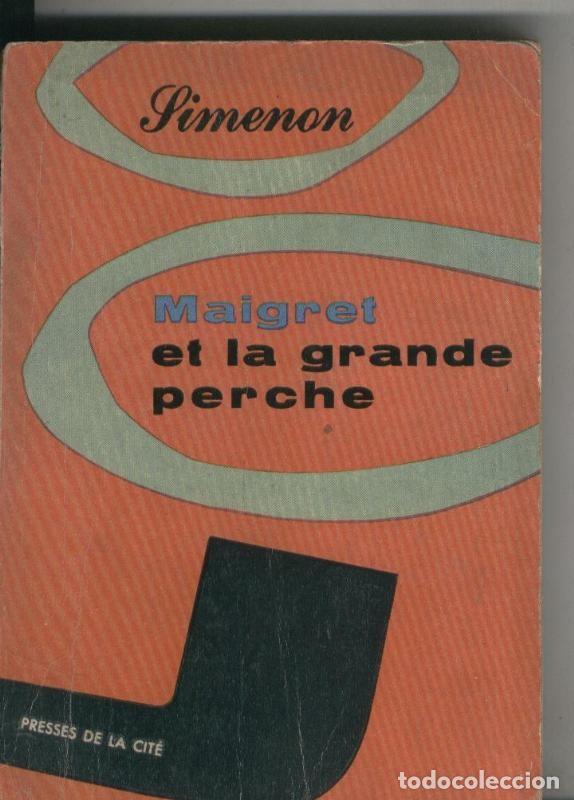 Simenon
Maigret
et la grande
perche
PRESSES DE LA CITÉ
todocoleccion